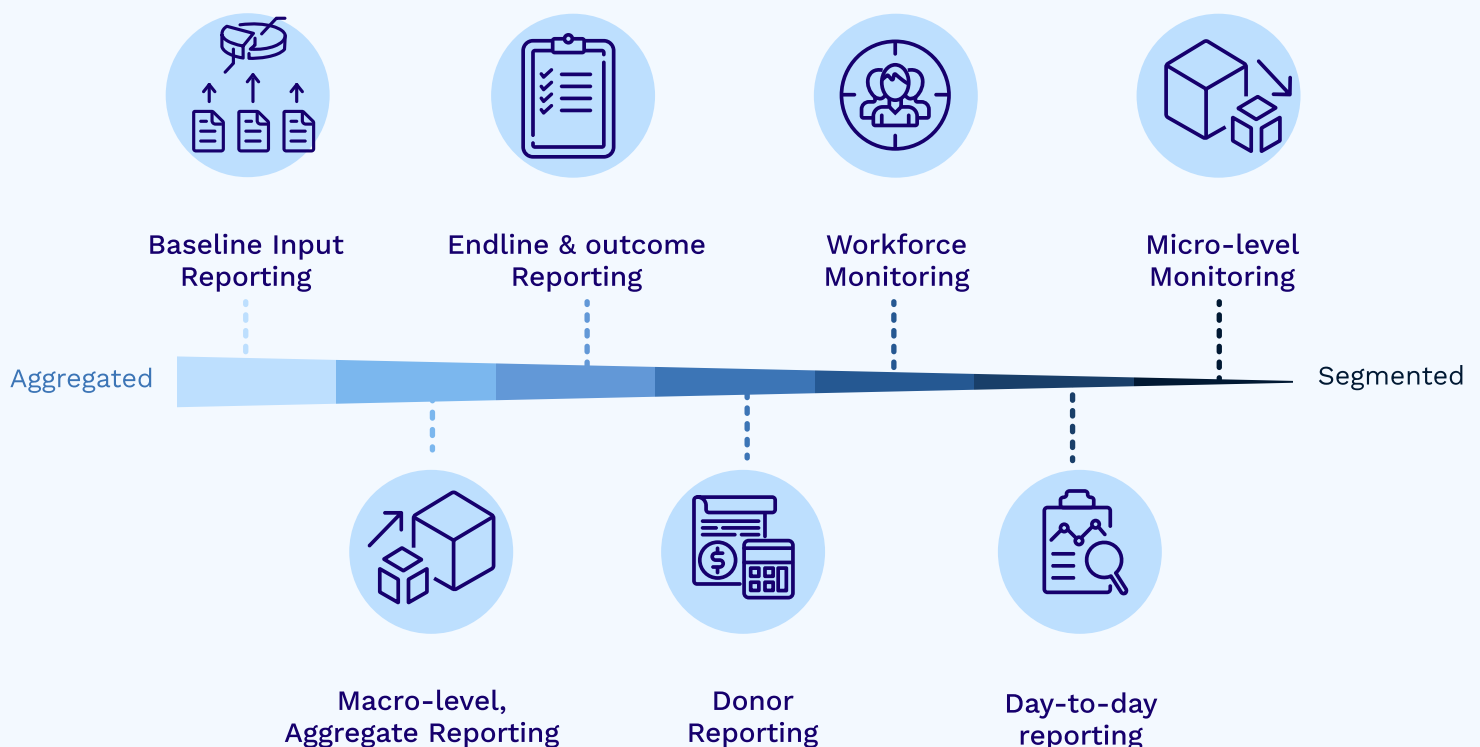 Baseline Input
Reporting
Endline & outcome
Reporting
Workforce
Monitoring
Micro-level
Monitoring
Aggregated
Segmented
$
Macro-level,
Aggregate Reporting
Donor
Reporting
Day-to-day
reporting